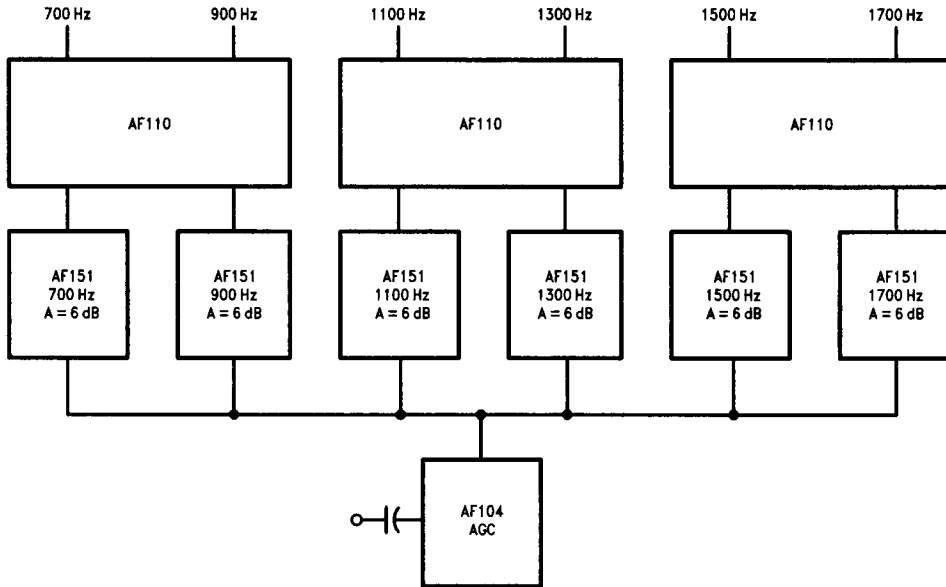 700 Hz
900 Hz
1100 Hz
1300 Hz
1500 Hz
1700 Hz
AF110
AF110
AF110
AF151
700 Hz
A = 6 dB
AF151
900 Hz
A = 6 dB
AF151
1100 Hz
A = 6 dB
AF151
1300 Hz
A = 6 dB
AF151
1500 Hz
A = 6 dB
AF151
1700 Hz
A = 6 dB
AF104
AGC